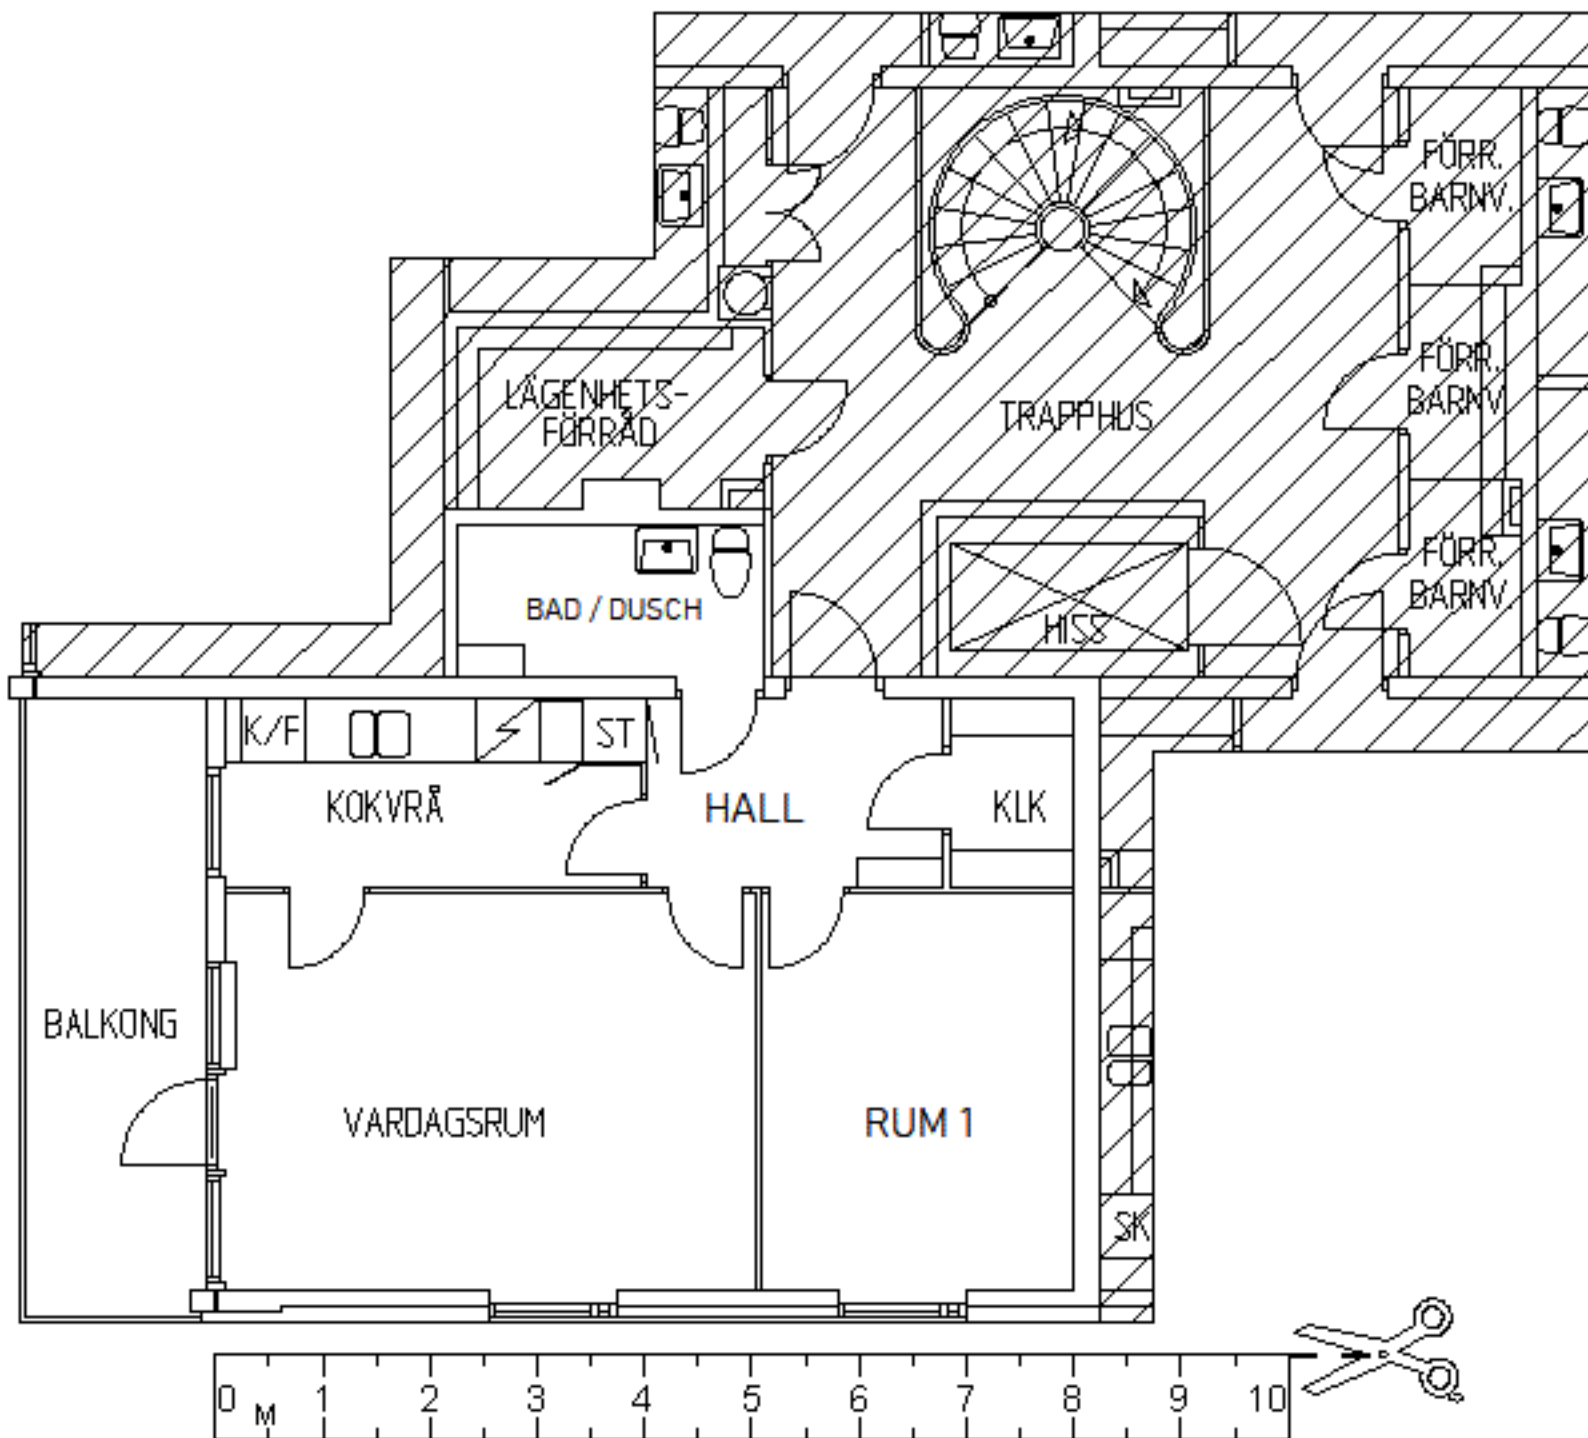 FÖRR.
BARNV.
LÄGENHETS-
FÖRRÅD
TRAPPHUS
FÖRR.
BARNV.
FÖRR.
BARNV.
BAD / DUSCH
HISS
K/F
ST
KOKVRÅ
HALL
KLK
BALKONG
VARDAGSRUM
RUM 1
SK
0 M 1 2 3 4 5 6 7 8 9 10